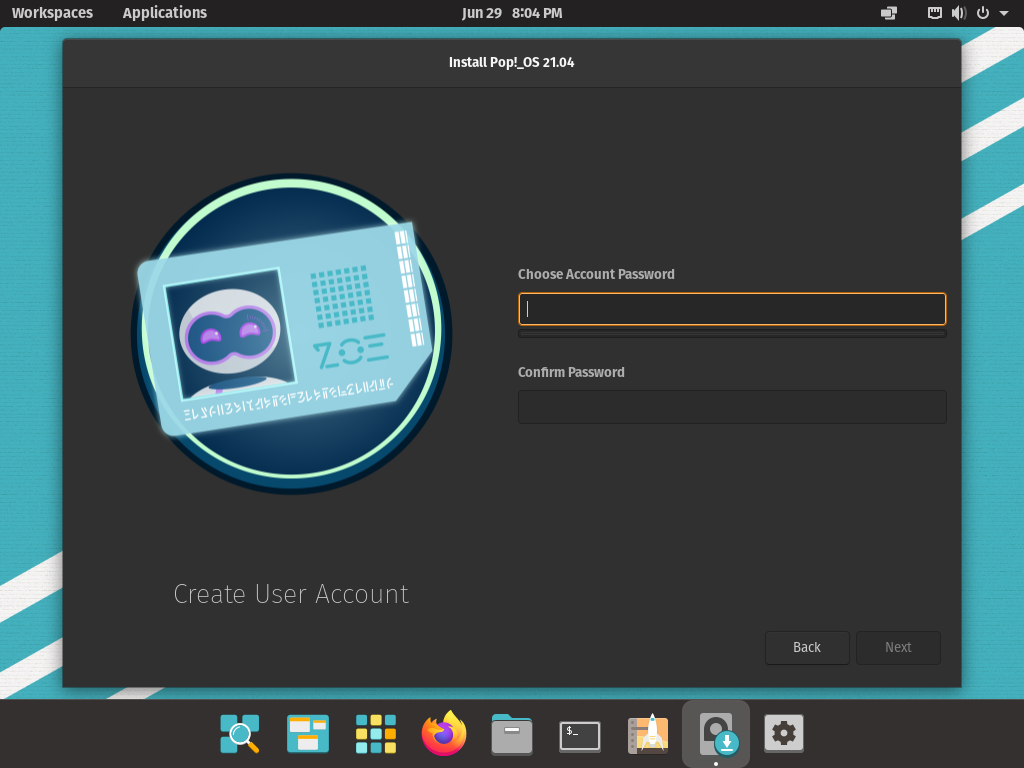 Workspaces Applications Jun 29 8:04 PM
Install Pop!_OS 21.04
Choose Account Password
ZOE
Confirm Password
Create User Account
Back Next
$_